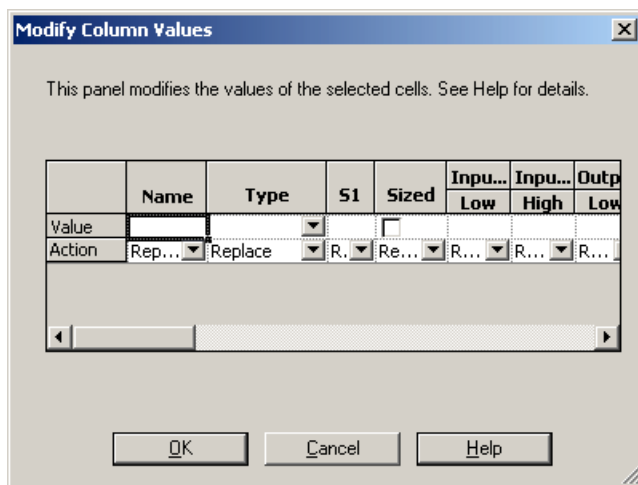 Modify Column Values
This panel modifies the values of the selected cells. See Help for details.
Inpu... Inpu... Outp
Name Type S1 Sized Low High Low
Value
Action Rep... Replace R. Re... R... R... R...
OK Cancel Help